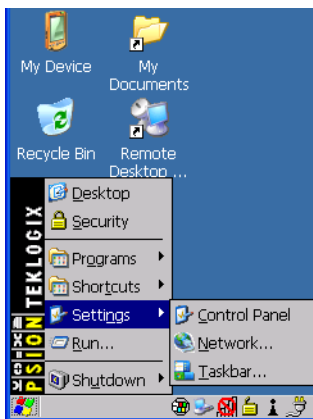 My Device
My
Documents
Recycle Bin
Remote
Desktop ...
Desktop
Security
Programs
Shortcuts
Settings
Run...
Shutdown
Control Panel
Network...
Taskbar...
PSION TEKLOGIX